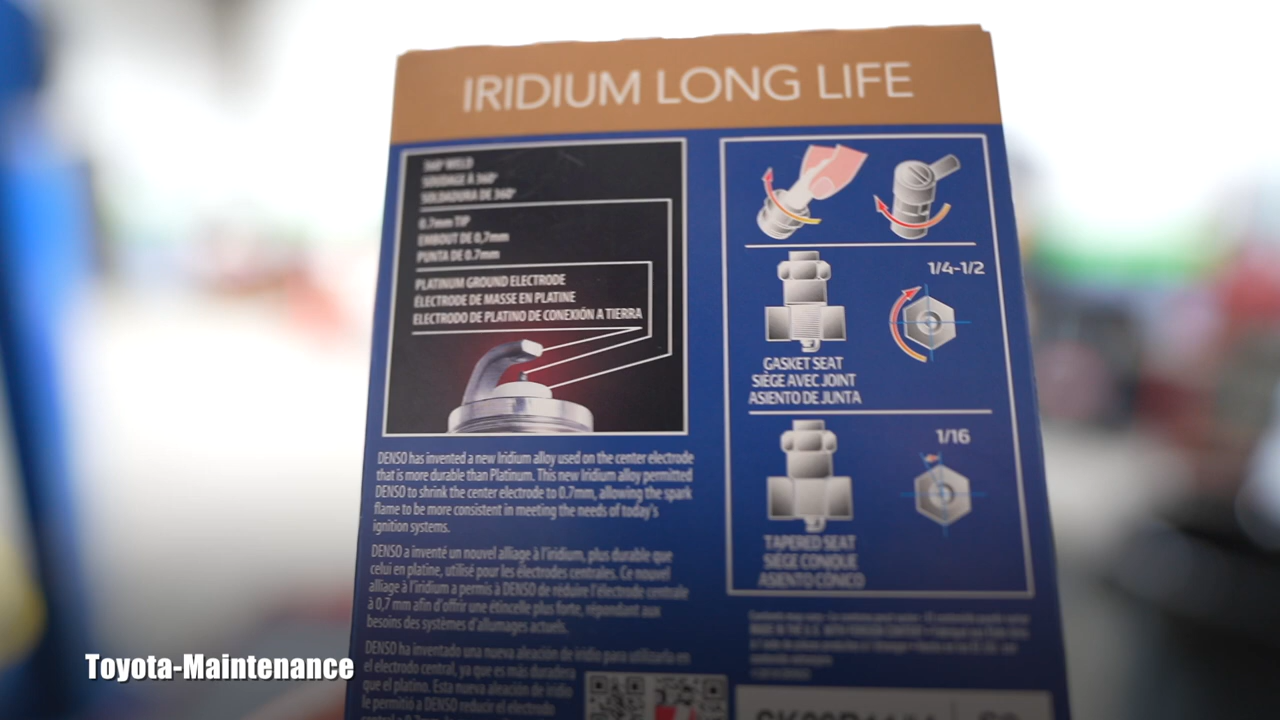 IRIDIUM LONG LIFE
360° WELD
SOUDAGE À 360°
SOLDADURA DE 360°
0.7mm TIP
EMBOUT DE 0,7mm
PUNTA DE 0.7mm
PLATINUM GROUND ELECTRODE
ÉLECTRODE DE MASSE EN PLATINE
ELECTRODO DE PLATINO DE CONEXIÓN A TIERRA
DENSO has invented a new Iridium alloy used on the center electrode
that is more durable than Platinum. This new Iridium alloy permitted
DENSO to shrink the center electrode to 0.7mm, allowing the spark
flame to be more consistent in meeting the needs of today's
ignition systems.
DENSO a inventé un nouvel alliage à l'iridium, plus durable que
celui en platine, utilisé pour les électrodes centrales. Ce nouvel
alliage à l'iridium a permis à DENSO de réduire l'électrode centrale
à 0,7 mm afin d'offrir une étincelle plus forte, répondant aux
besoins des systèmes d'allumages actuels.
DENSO ha inventado una nueva aleación de iridio para utilizarla en
el electrodo central, ya que es más duradera
que el platino. Esta nueva aleación de iridio
le permitió a DENSO reducir el electrodo
1/4-1/2
GASKET SEAT
SIÈGE AVEC JOINT
ASIENTO DE JUNTA
1/16
TAPERED SEAT
SIÈGE CONIQUE
ASIENTO CÓNICO
Toyota-Maintenance